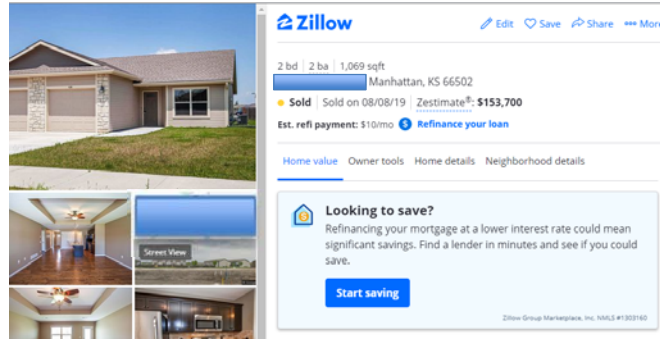 Zillow
Edit Save Share More
2 bd 2 ba 1,069 sqft
Manhattan, KS 66502
Sold Sold on 08/08/19 Zestimate®: $153,700
Est. refi payment: $10/mo $ Refinance your loan
Home value Owner tools Home details Neighborhood details
Looking to save?
Refinancing your mortgage at a lower interest rate could mean
significant savings. Find a lender in minutes and see if you could
save.
Start saving
Zillow Group Marketplace, Inc. NMLS #1303160
Street View